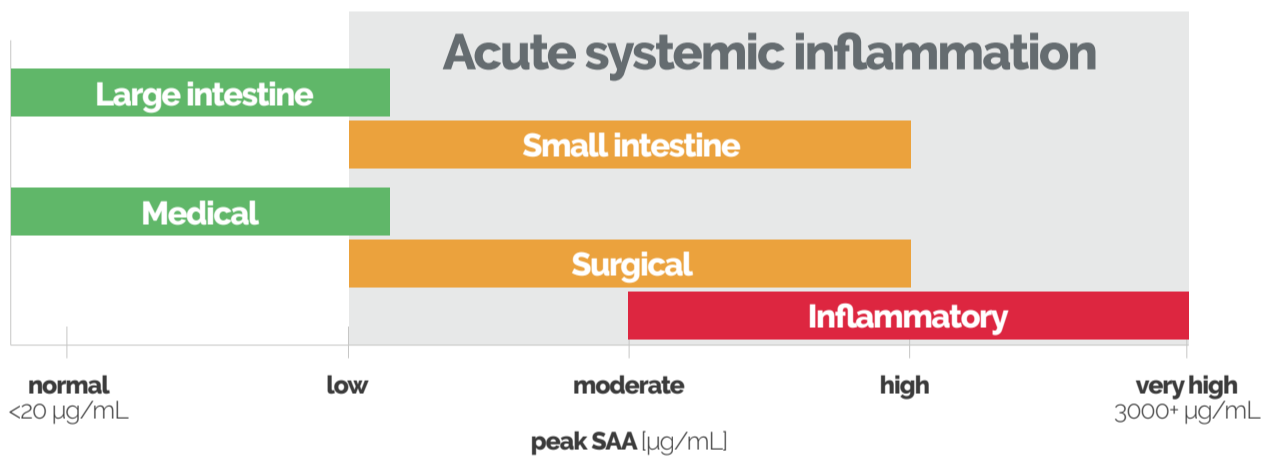 Acute systemic inflammation
Large intestine
Small intestine
Medical
Surgical
Inflammatory
normal low moderate high very high
<20 µg/mL 3000+ µg/mL
peak SAA [µg/mL]